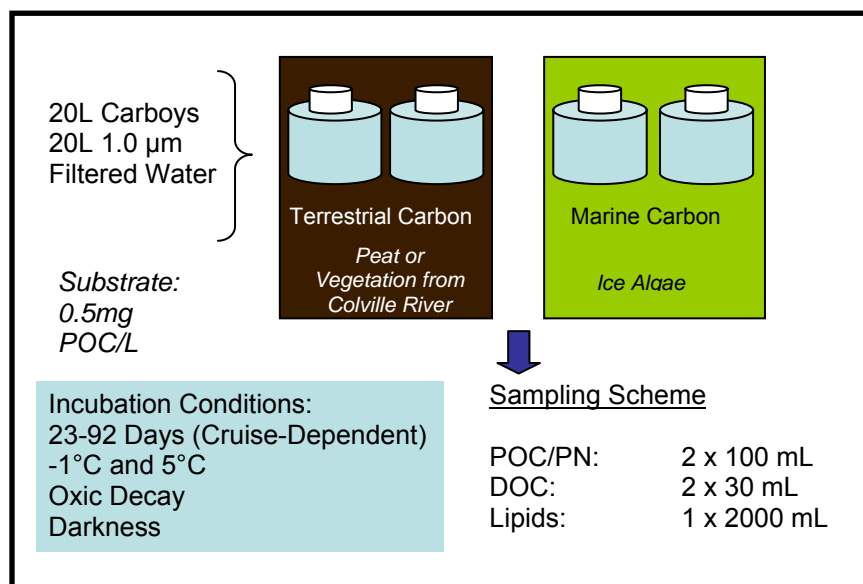 20L Carboys
20L 1.0 µm
Filtered Water
Terrestrial Carbon
Peat or
Vegetation from
Colville River
Marine Carbon
Ice Algae
Substrate:
0.5mg
POC/L
Incubation Conditions:
23-92 Days (Cruise-Dependent)
-1°C and 5°C
Oxic Decay
Darkness
Sampling Scheme
POC/PN: 2 x 100 mL
DOC: 2 x 30 mL
Lipids: 1 x 2000 mL